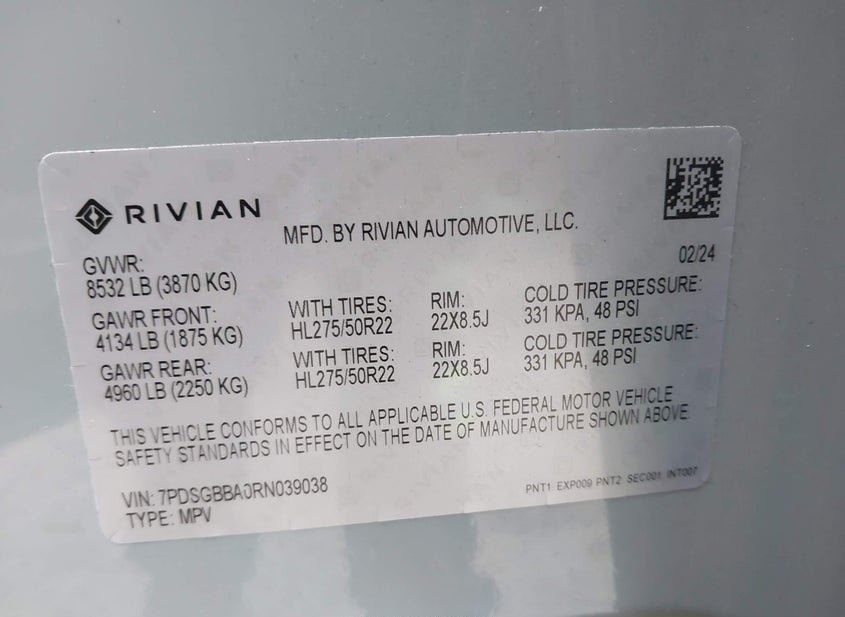 RIVIAN
MFD. BY RIVIAN AUTOMOTIVE, LLC.
02/24
GVWR:
8532 LB (3870 KG)
GAWR FRONT: WITH TIRES: RIM: COLD TIRE PRESSURE:
4134 LB (1875 KG) HL275/50R22 22X8.5J 331 KPA, 48 PSI
GAWR REAR: WITH TIRES: RIM: COLD TIRE PRESSURE:
4960 LB (2250 KG) HL275/50R22 22X8.5J 331 KPA, 48 PSI
THIS VEHICLE CONFORMS TO ALL APPLICABLE U.S. FEDERAL MOTOR VEHICLE
SAFETY STANDARDS IN EFFECT ON THE DATE OF MANUFACTURE SHOWN ABOVE.
VIN: 7PDSGBBA0RN039038
TYPE: MPV
PNT1 EXP009 PNT2 SEC001 INT007